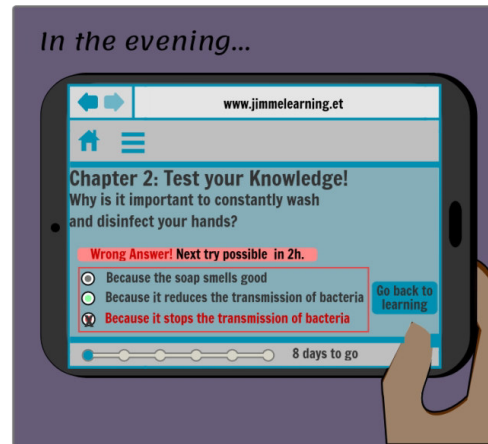 In the evening...
www.jimmelearning.et
Chapter 2: Test your Knowledge!
Why is it important to constantly wash
and disinfect your hands?
Wrong Answer! Next try possible in 2h.
Because the soap smells good
Because it reduces the transmission of bacteria
Because it stops the transmission of bacteria
Go back to
learning
8 days to go